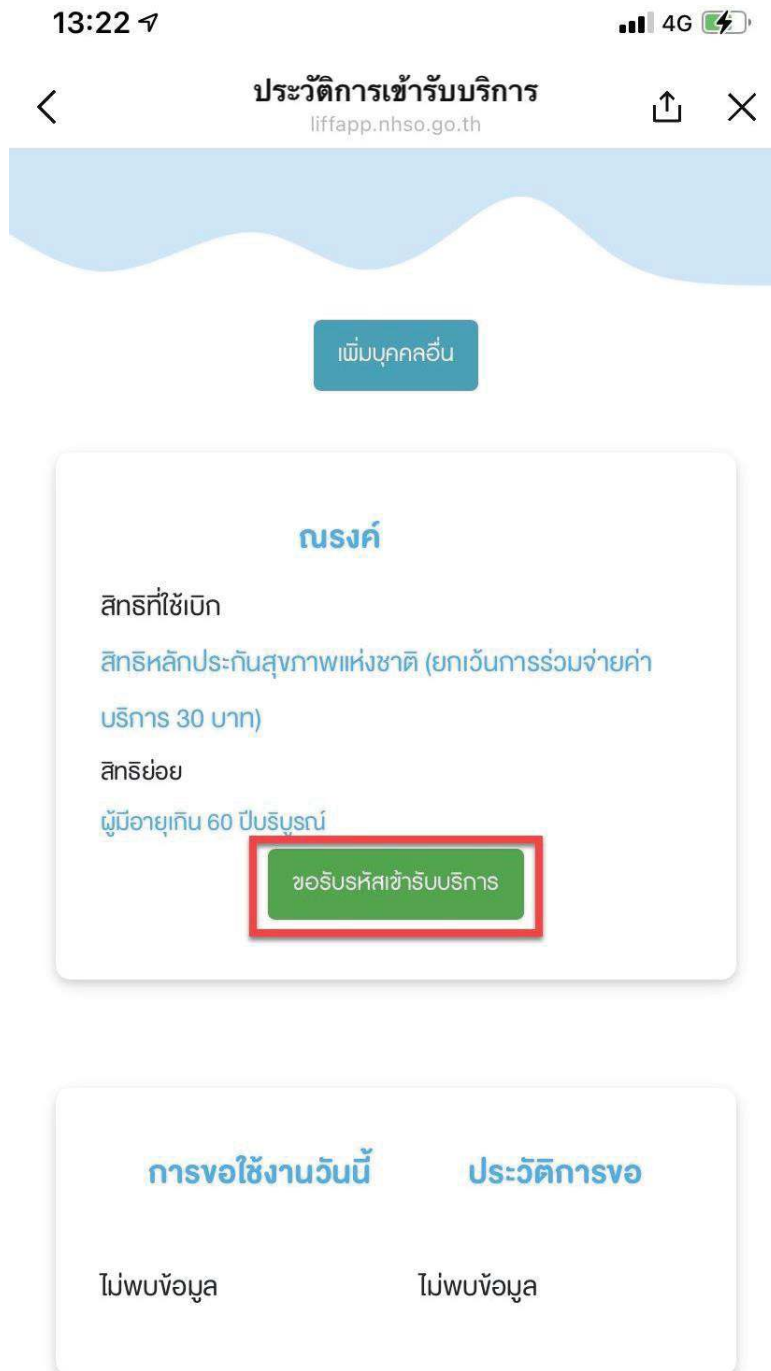 13:22
4G
ประวัติการเข้ารับบริการ
liffapp.nhso.go.th
เพิ่มบุคคลอื่น
ณรงค์
สิทธิที่ใช้เบิก
สิทธิหลักประกันสุขภาพแห่งชาติ (ยกเว้นการร่วมจ่ายค่า
บริการ 30 บาท)
สิทธิย่อย
ผู้มีอายุเกิน 60 ปีบริบูรณ์
ขอรับรหัสเข้ารับบริการ
การขอใช้งานวันนี้ ประวัติการขอ
ไม่พบข้อมูล ไม่พบข้อมูล